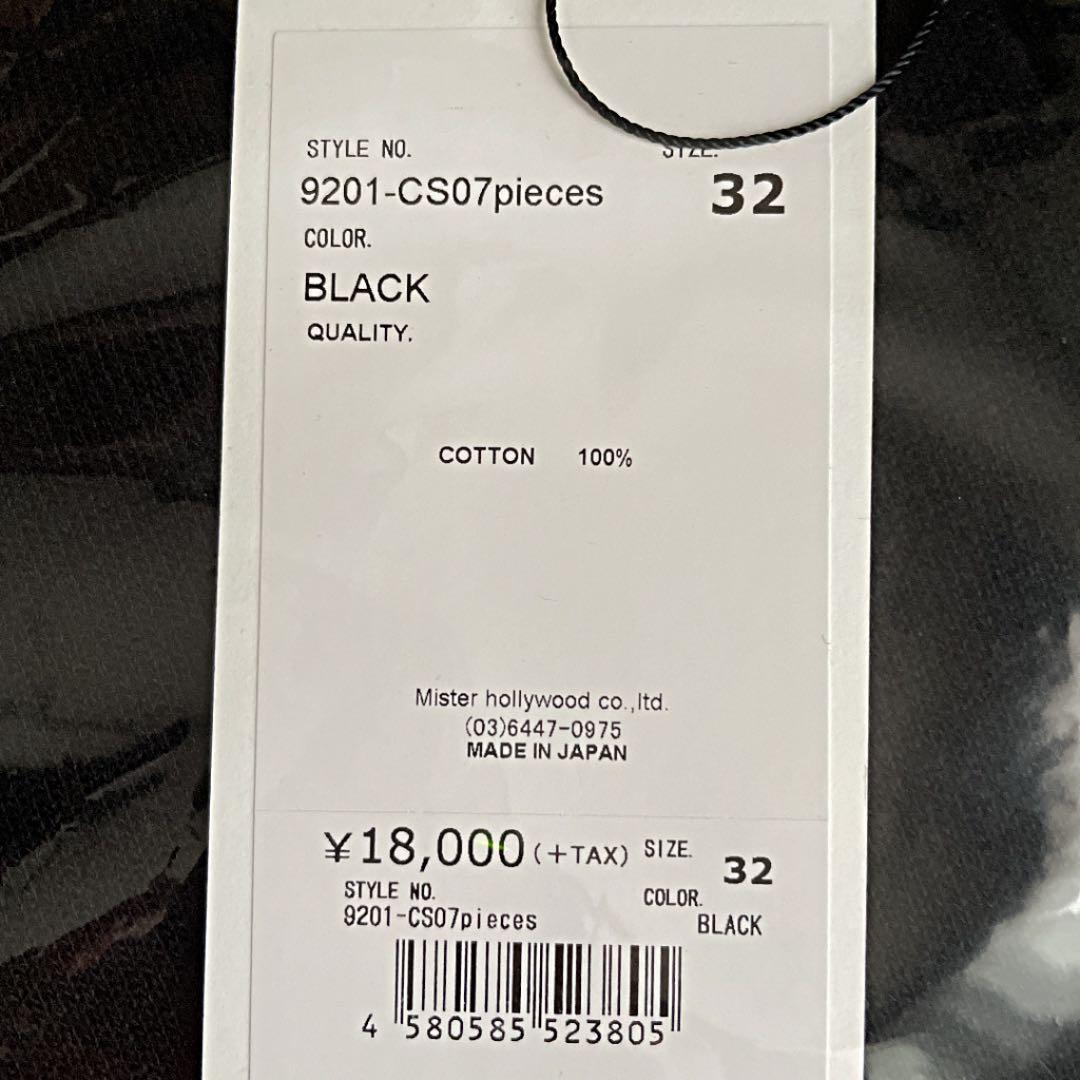 STYLE NO. SIZE.
9201-CS07pieces 32
COLOR.
BLACK
QUALITY.
COTTON 100%
Mister hollywood co.,ltd.
(03)6447-0975
MADE IN JAPAN
¥18,000(+TAX) SIZE. 32
STYLE NO. COLOR.
9201-CS07pieces BLACK
4 580585 523805